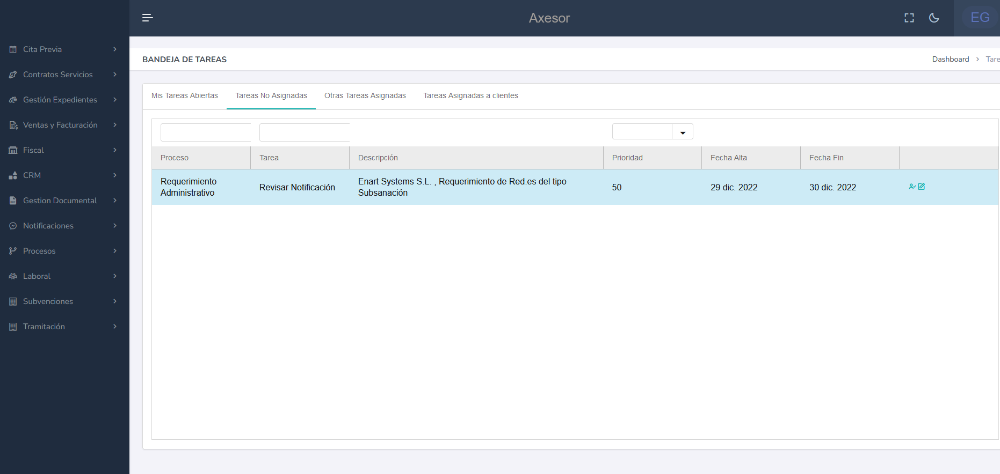 Axesor
EG
Cita Previa
Contratos Servicios
Gestión Expedientes
Ventas y Facturación
Fiscal
CRM
Gestion Documental
Notificaciones
Procesos
Laboral
Subvenciones
Tramitación
BANDEJA DE TAREAS
Dashboard > Tare
Mis Tareas Abiertas Tareas No Asignadas Otras Tareas Asignadas Tareas Asignadas a clientes
Proceso Tarea Descripción Prioridad Fecha Alta Fecha Fin
Requerimiento Administrativo Revisar Notificación Enart Systems S.L. , Requerimiento de Red.es del tipo Subsanación 50 29 dic. 2022 30 dic. 2022